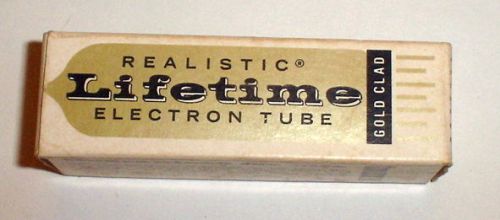 REALISTIC®
Lifetime
ELECTRON TUBE
GOLD CLAD